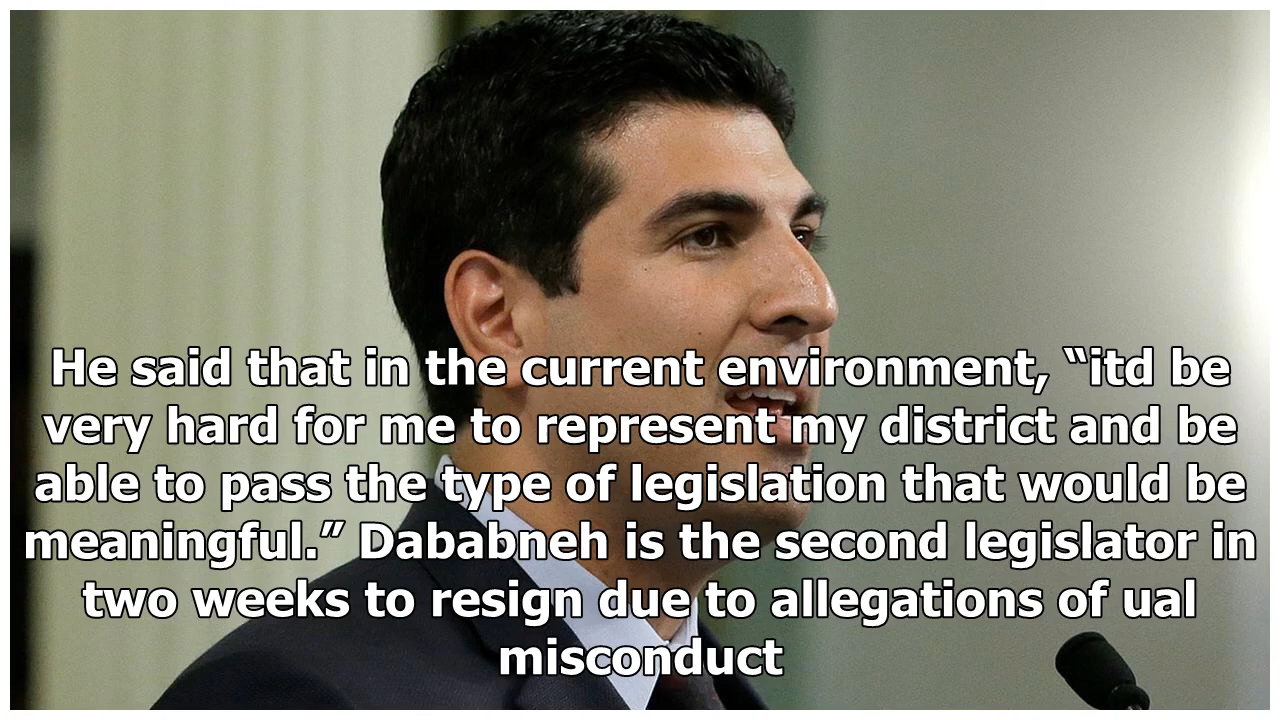 He said that in the current environment, “itd be
very hard for me to represent my district and be
able to pass the type of legislation that would be
meaningful.” Dababneh is the second legislator in
two weeks to resign due to allegations of ual
misconduct